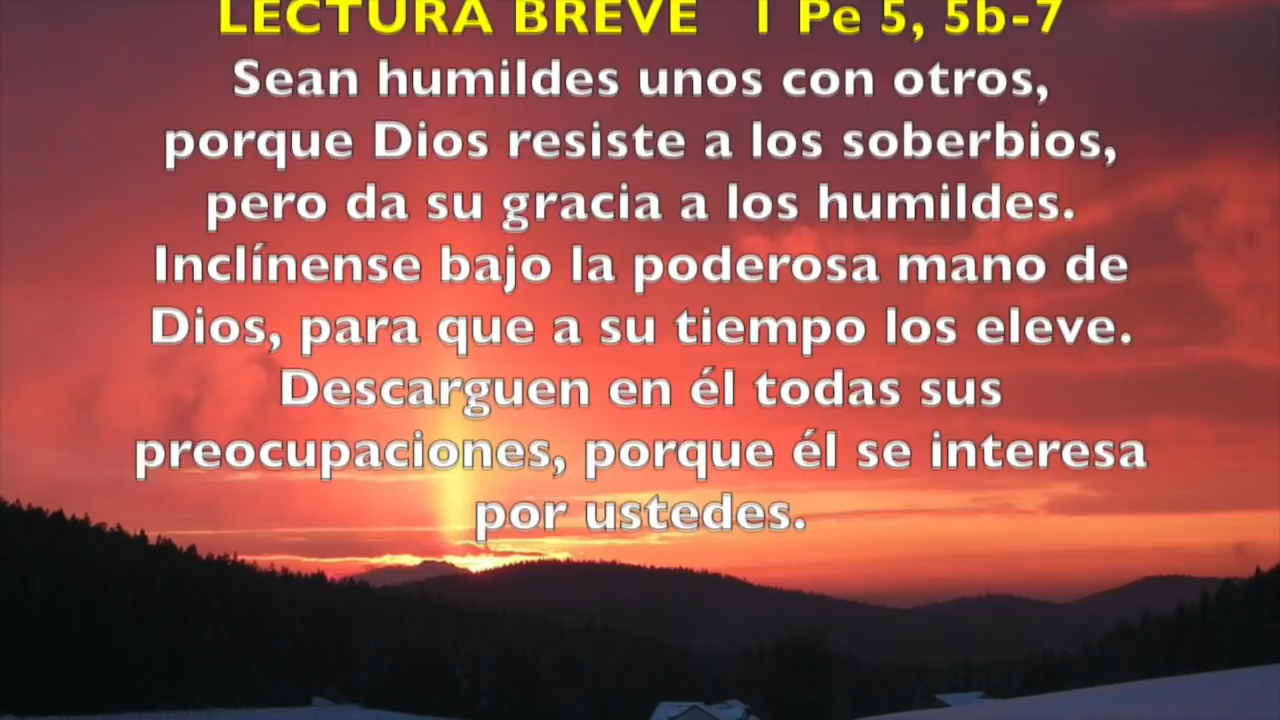 LECTURA BREVE 1 Pe 5, 5b-7
Sean humildes unos con otros,
porque Dios resiste a los soberbios,
pero da su gracia a los humildes.
Inclínense bajo la poderosa mano de
Dios, para que a su tiempo los eleve.
Descarguen en él todas sus
preocupaciones, porque él se interesa
por ustedes.